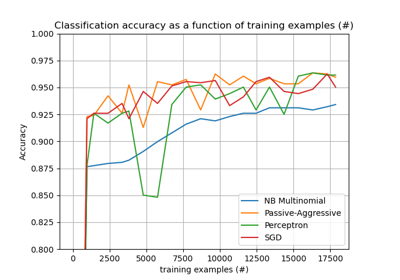 Classification accuracy as a function of training examples (#)
1.000
0.975
0.950
0.925
0.900
0.875
0.850
0.825
0.800
Accuracy
NB Multinomial
Passive-Aggressive
Perceptron
SGD
0 2500 5000 7500 10000 12500 15000 17500
training examples (#)